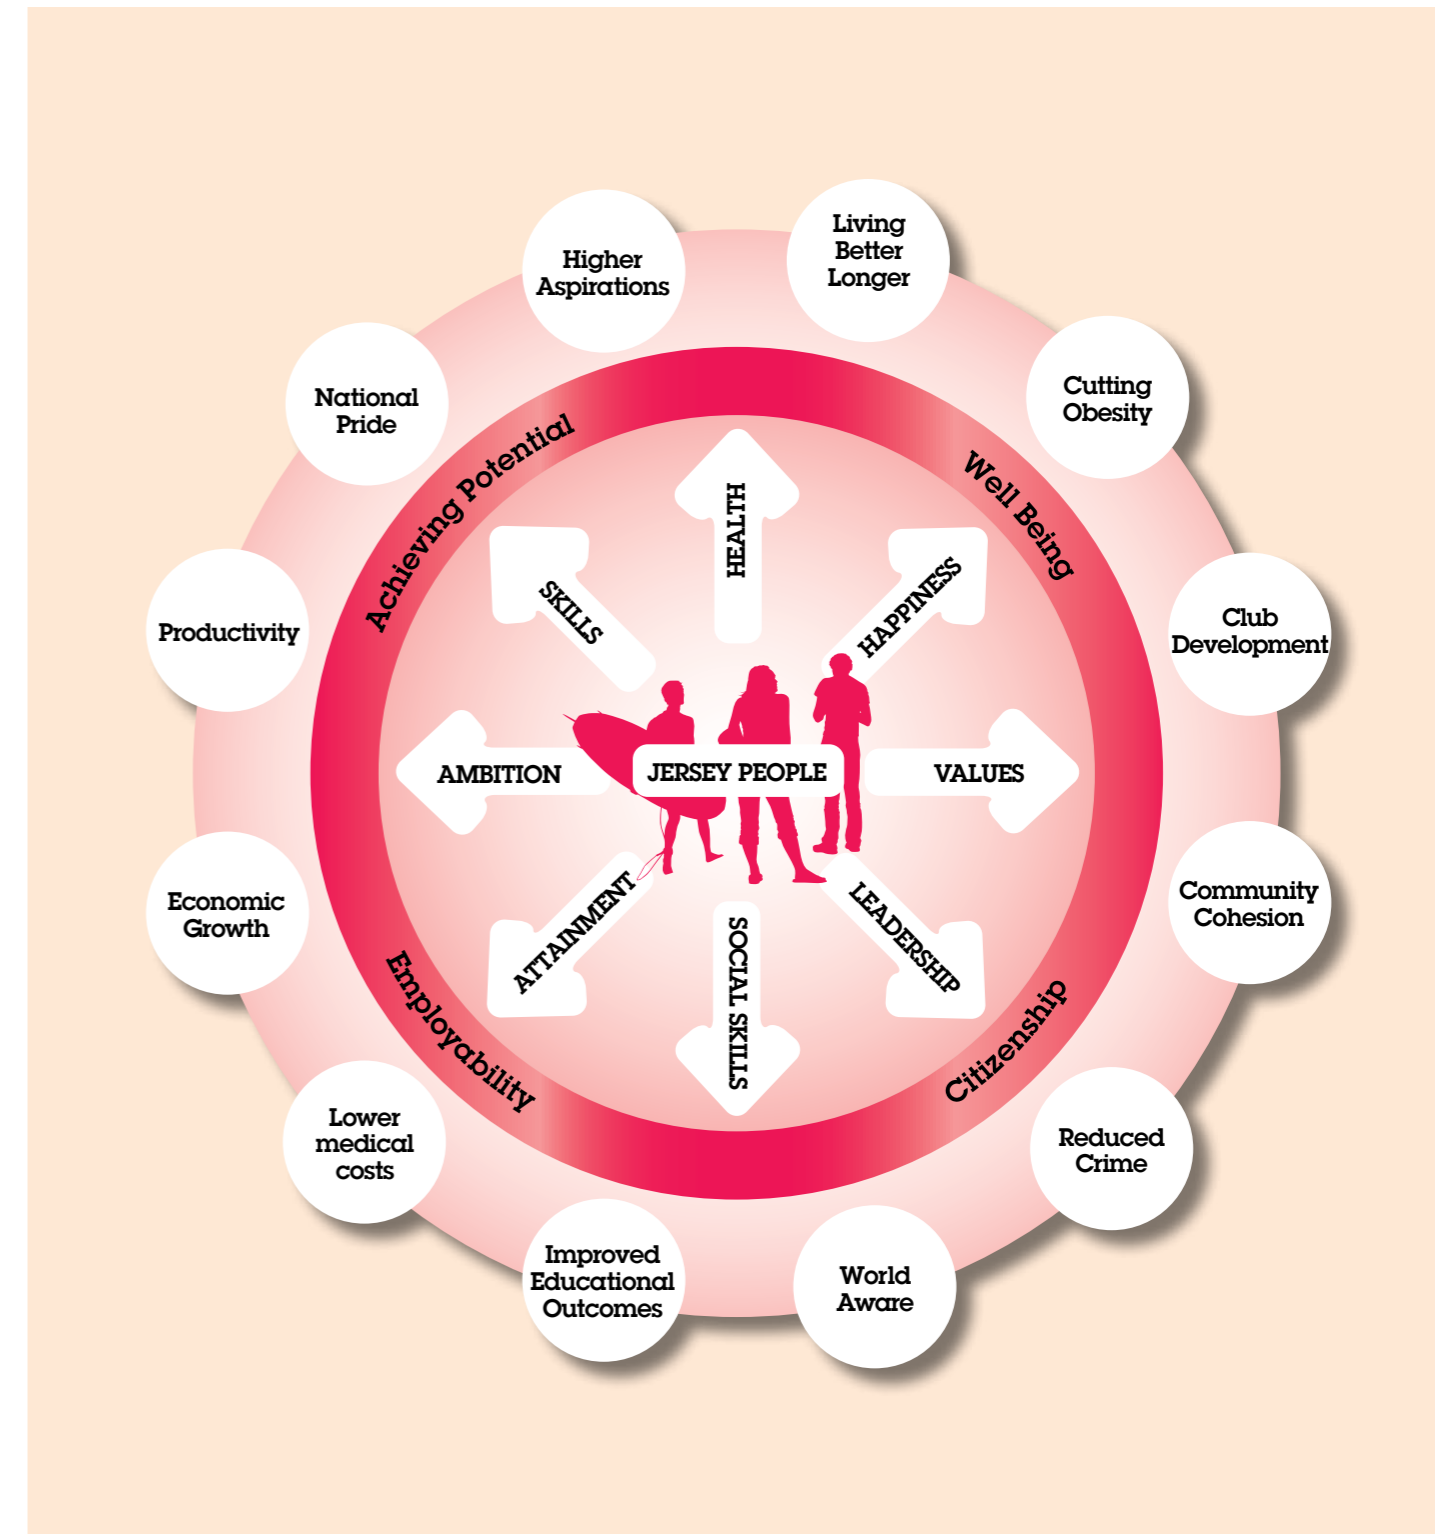 Living
Better
Longer
Higher
Aspirations
Cutting
Obesity
National
Pride
Achieving Potential
Well Being
HEALTH
SKILLS
HAPPINESS
Productivity
Club
Development
AMBITION
JERSEY PEOPLE
VALUES
Economic
Growth
Community
Cohesion
ATTAINMENT
SOCIAL SKILLS
LEADERSHIP
Employability
Citizenship
Lower
medical
costs
Reduced
Crime
Improved
Educational
Outcomes
World
Aware